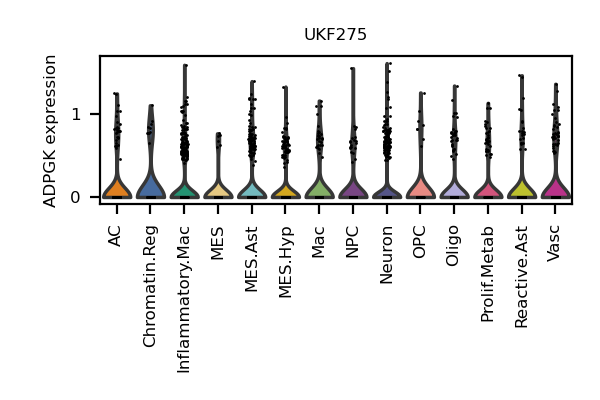 UKF275
ADPGK expression
1
0
AC
Chromatin.Reg
Inflammatory.Mac
MES
MES.Ast
MES.Hyp
Mac
NPC
Neuron
OPC
Oligo
Prolif.Metab
Reactive.Ast
Vasc